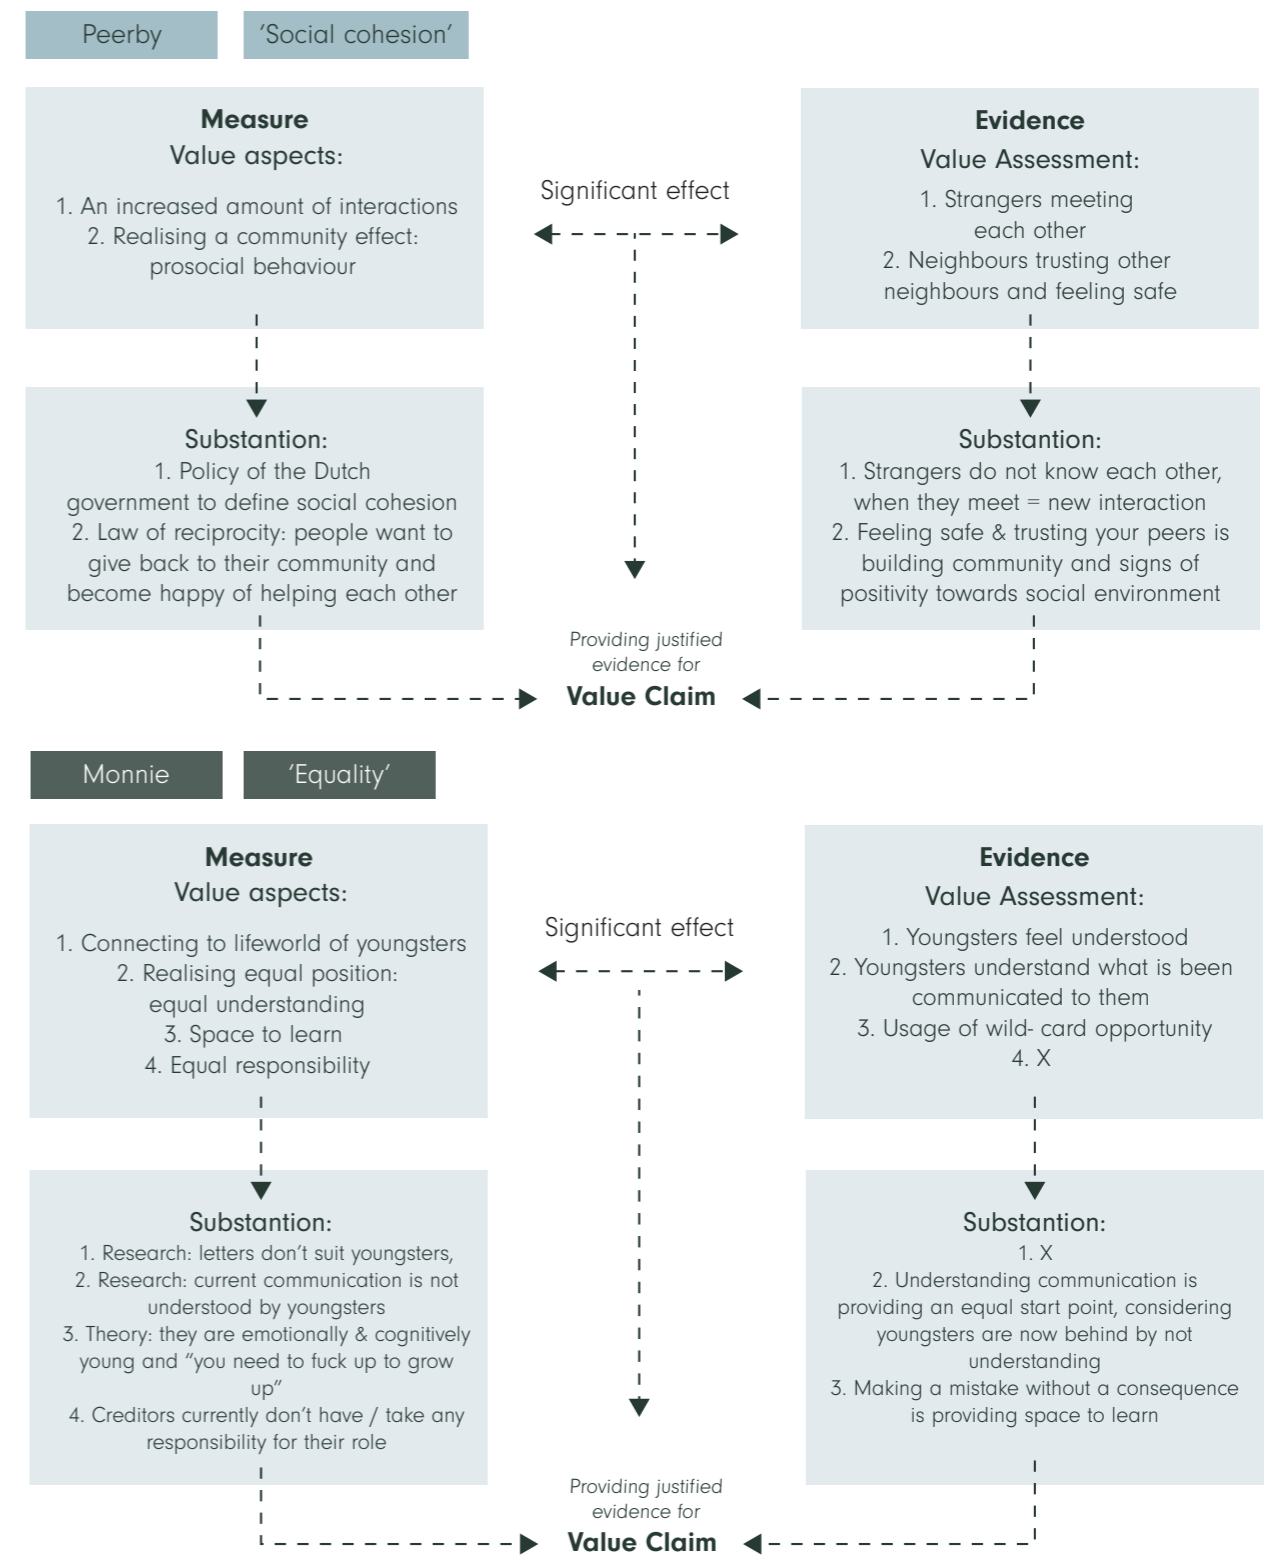 Peerby
'Social cohesion'
Measure
Value aspects:
1. An increased amount of interactions
2. Realising a community effect:
prosocial behaviour
Significant effect
Evidence
Value Assessment:
1. Strangers meeting
each other
2. Neighbours trusting other
neighbours and feeling safe
Substantion:
1. Policy of the Dutch
government to define social cohesion
2. Law of reciprocity: people want to
give back to their community and
become happy of helping each other
Substantion:
1. Strangers do not know each other,
when they meet = new interaction
2. Feeling safe & trusting your peers is
building community and signs of
positivity towards social environment
Providing justified
evidence for
Value Claim
Monnie
'Equality'
Measure
Value aspects:
1. Connecting to lifeworld of youngsters
2. Realising equal position:
equal understanding
3. Space to learn
4. Equal responsibility
Significant effect
Evidence
Value Assessment:
1. Youngsters feel understood
2. Youngsters understand what is been
communicated to them
3. Usage of wild- card opportunity
4. X
Substantion:
1. Research: letters don't suit youngsters,
2. Research: current communication is not
understood by youngsters
3. Theory: they are emotionally & cognitively
young and "you need to fuck up to grow
up"
4. Creditors currently don't have / take any
responsibility for their role
Substantion:
1. X
2. Understanding communication is
providing an equal start point, considering
youngsters are now behind by not
understanding
3. Making a mistake without a consequence
is providing space to learn
Providing justified
evidence for
Value Claim